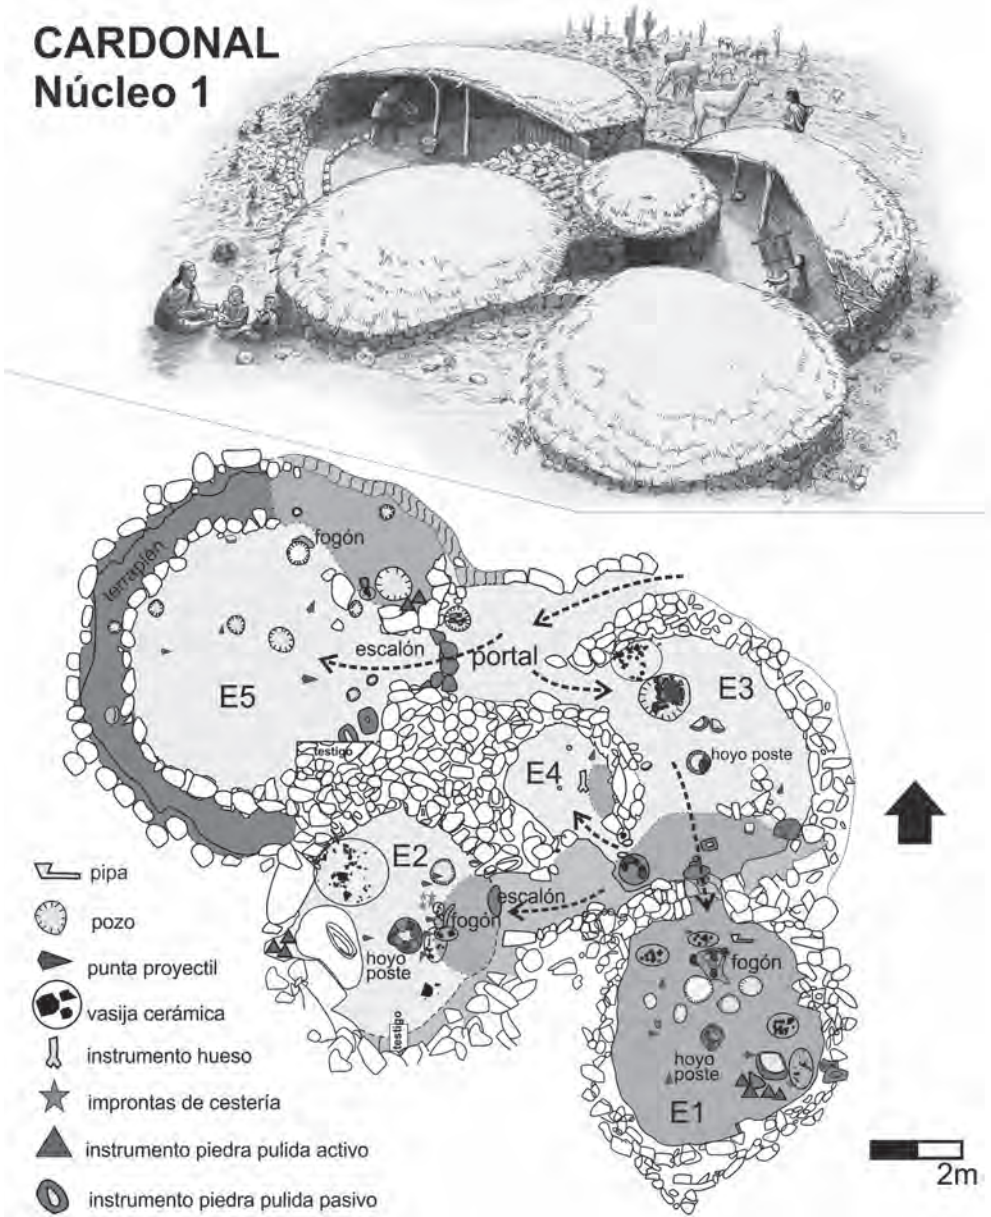 CARDONAL
Núcleo 1
fogón
terraplén
escalón
portal
E5
E3
testigo
E4
hoyo poste
E2
escalón
fogón
hoyo
poste
testigo
fogón
hoyo
poste
E1
2m
pipa
pozo
punta proyectil
vasija cerámica
instrumento hueso
improntas de cestería
instrumento piedra pulida activo
instrumento piedra pulida pasivo